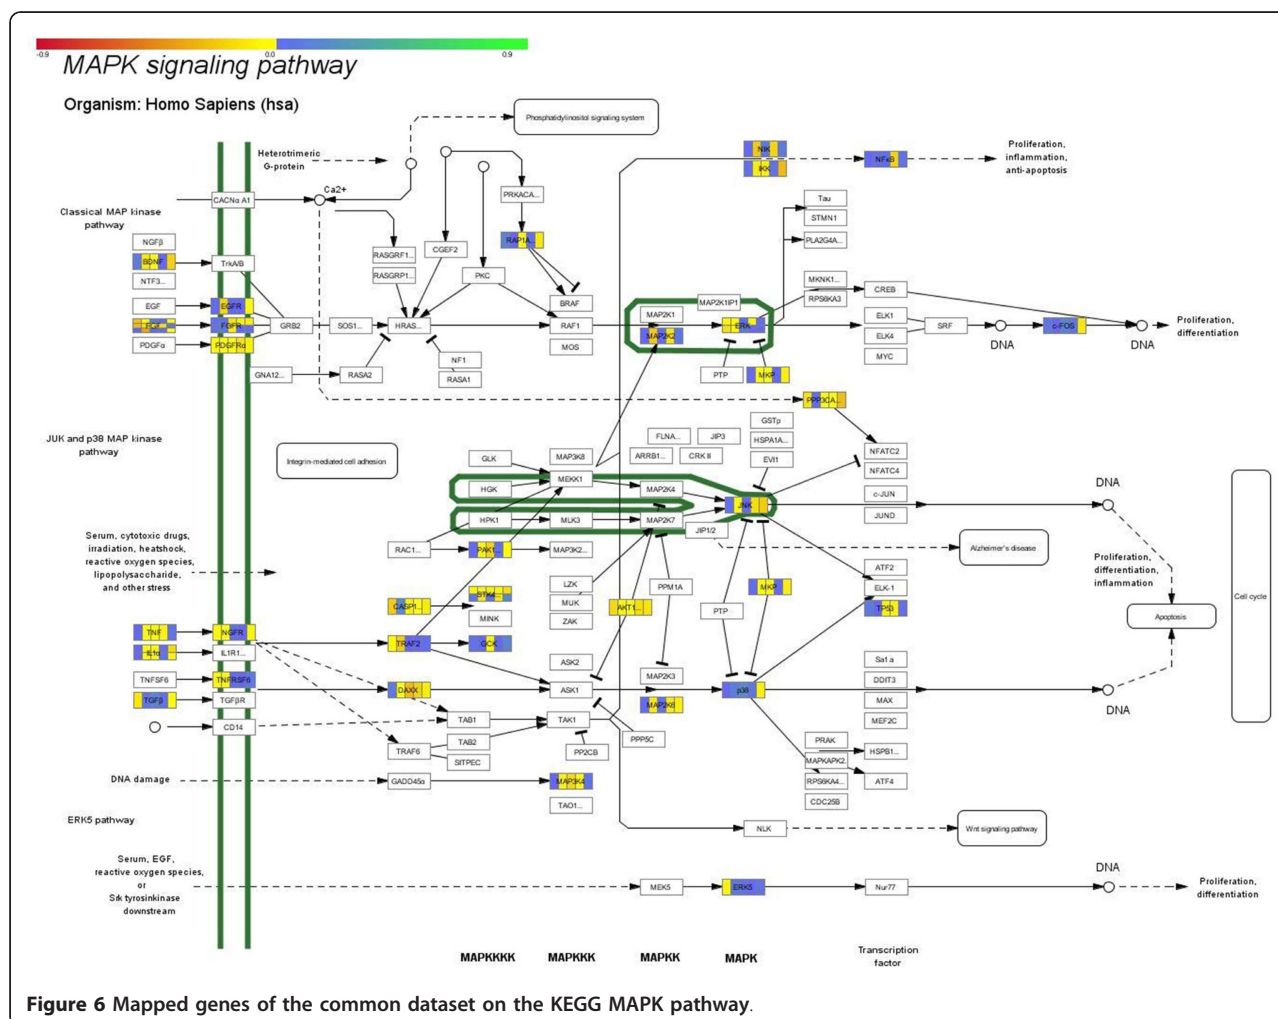 -0.9
0.0
0.9
MAPK signaling pathway
Organism: Homo Sapiens (hsa)
Phosphatidylinositol signaling system
Heterotrimeric
G-protein
NIK
IKK
NFκB
Proliferation,
inflammation,
anti-apoptosis
CACNα A1
Ca2+
PRKACA...
Tau
STMN1
PLA2G4A...
Classical MAP kinase
pathway
NGFβ
BDNF
NTF3...
TrkA/B
RASGRF1...
RASGRP1...
CGEF2
RAP1A...
PKC
BRAF
MKNK1...
RPS6KA3
CREB
EGF
EGFR
FGF
FGFR
PDGFα
PDGFRα
GRB2
SOS1...
HRAS...
RAF1
MOS
MAP2K1
MAP2K2
MAP2K1IP1
ERK
ELK1
ELK4
MYC
SRF
DNA
c-FOS
DNA
Proliferation,
differentiation
GNA12...
RASA2
NF1
RASA1
PTP
MKP
PPP3CA...
JUK and p38 MAP kinase
pathway
Integrin-mediated cell adhesion
GLK
HGK
HPK1
MAP3K8
MEKK1
MLK3
FLNA...
JIP3
ARRB1...
CRK II
GSTp
HSPA1A...
EVI1
NFATC2
NFATC4
MAP2K4
MAP2K7
JNK
JIP1/2
c-JUN
JUND
DNA
Alzheimer's disease
Cell cycle
Serum, cytotoxic drugs,
irradiation, heatshock,
reactive oxygen species,
lipopolysaccharide,
and other stress
RAC1...
PAK1...
MAP3K2...
Proliferation,
differentiation,
inflammation
CASP1...
STK4...
MINK
LZK
MUK
ZAK
AKT1...
PPM1A
PTP
MKP
ATF2
ELK-1
TP53
Apoptosis
TNF
NGFR
IL1α
IL1R1...
TRAF2
GCK
TNFSF6
TNFRSF6
DAXX
ASK2
ASK1
MAP2K3
MAP2K6
p38
Sa1a
DDIT3
MAX
MEF2C
DNA
TGFβ
TGFβR
CD14
TAB1
TAB2
TAK1
TRAF6
SITPEC
PP2CB
PPP5C
PRAK
MAPKAPK2
RPS6KA4...
CDC25B
HSPB1...
ATF4
DNA damage
GADD45α
MAP3K4
TAO1...
ERK5 pathway
NLK
Wnt signaling pathway
Serum, EGF,
reactive oxygen species,
or
Srk tyrosinkinase
downstream
MEK5
ERK5
Nur77
DNA
Proliferation,
differentiation
MAPKKKK
MAPKKK
MAPKK
MAPK
Transcription
factor
Figure 6 Mapped genes of the common dataset on the KEGG MAPK pathway.